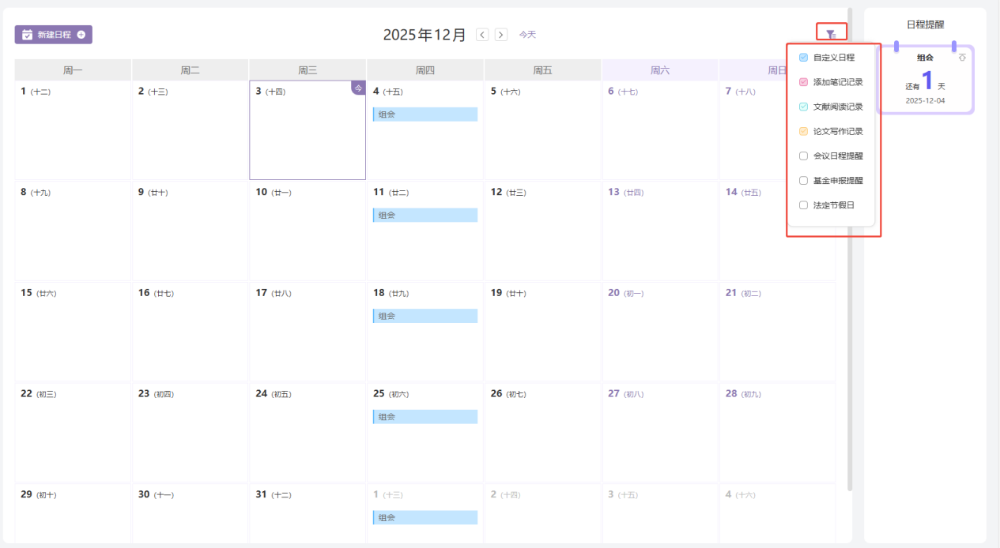 新建日程
2025年12月 < > 今天
日程提醒
周一 周二 周三 周四 周五 周六 周日
自定义日程
添加笔记记录
文献阅读记录
论文写作记录
会议日程提醒
基金申报提醒
法定节假日
组会
还有 1 天
2025-12-04
1 (十二) 2 (十三) 3 (十四) 今 4 (十五) 5 (十六) 6 (十七) 7 (十八)
组会
8 (十九) 9 (廿十) 10 (廿一) 11 (廿二) 12 (廿三) 13 (廿四) 14 (廿五)
组会
15 (廿六) 16 (廿七) 17 (廿八) 18 (廿九) 19 (廿十) 20 (初一) 21 (初二)
组会
22 (初三) 23 (初四) 24 (初五) 25 (初六) 26 (初七) 27 (初八) 28 (初九)
组会
29 (初十) 30 (十一) 31 (十二) 1 (十三) 2 (十四) 3 (十五) 4 (十六)
组会